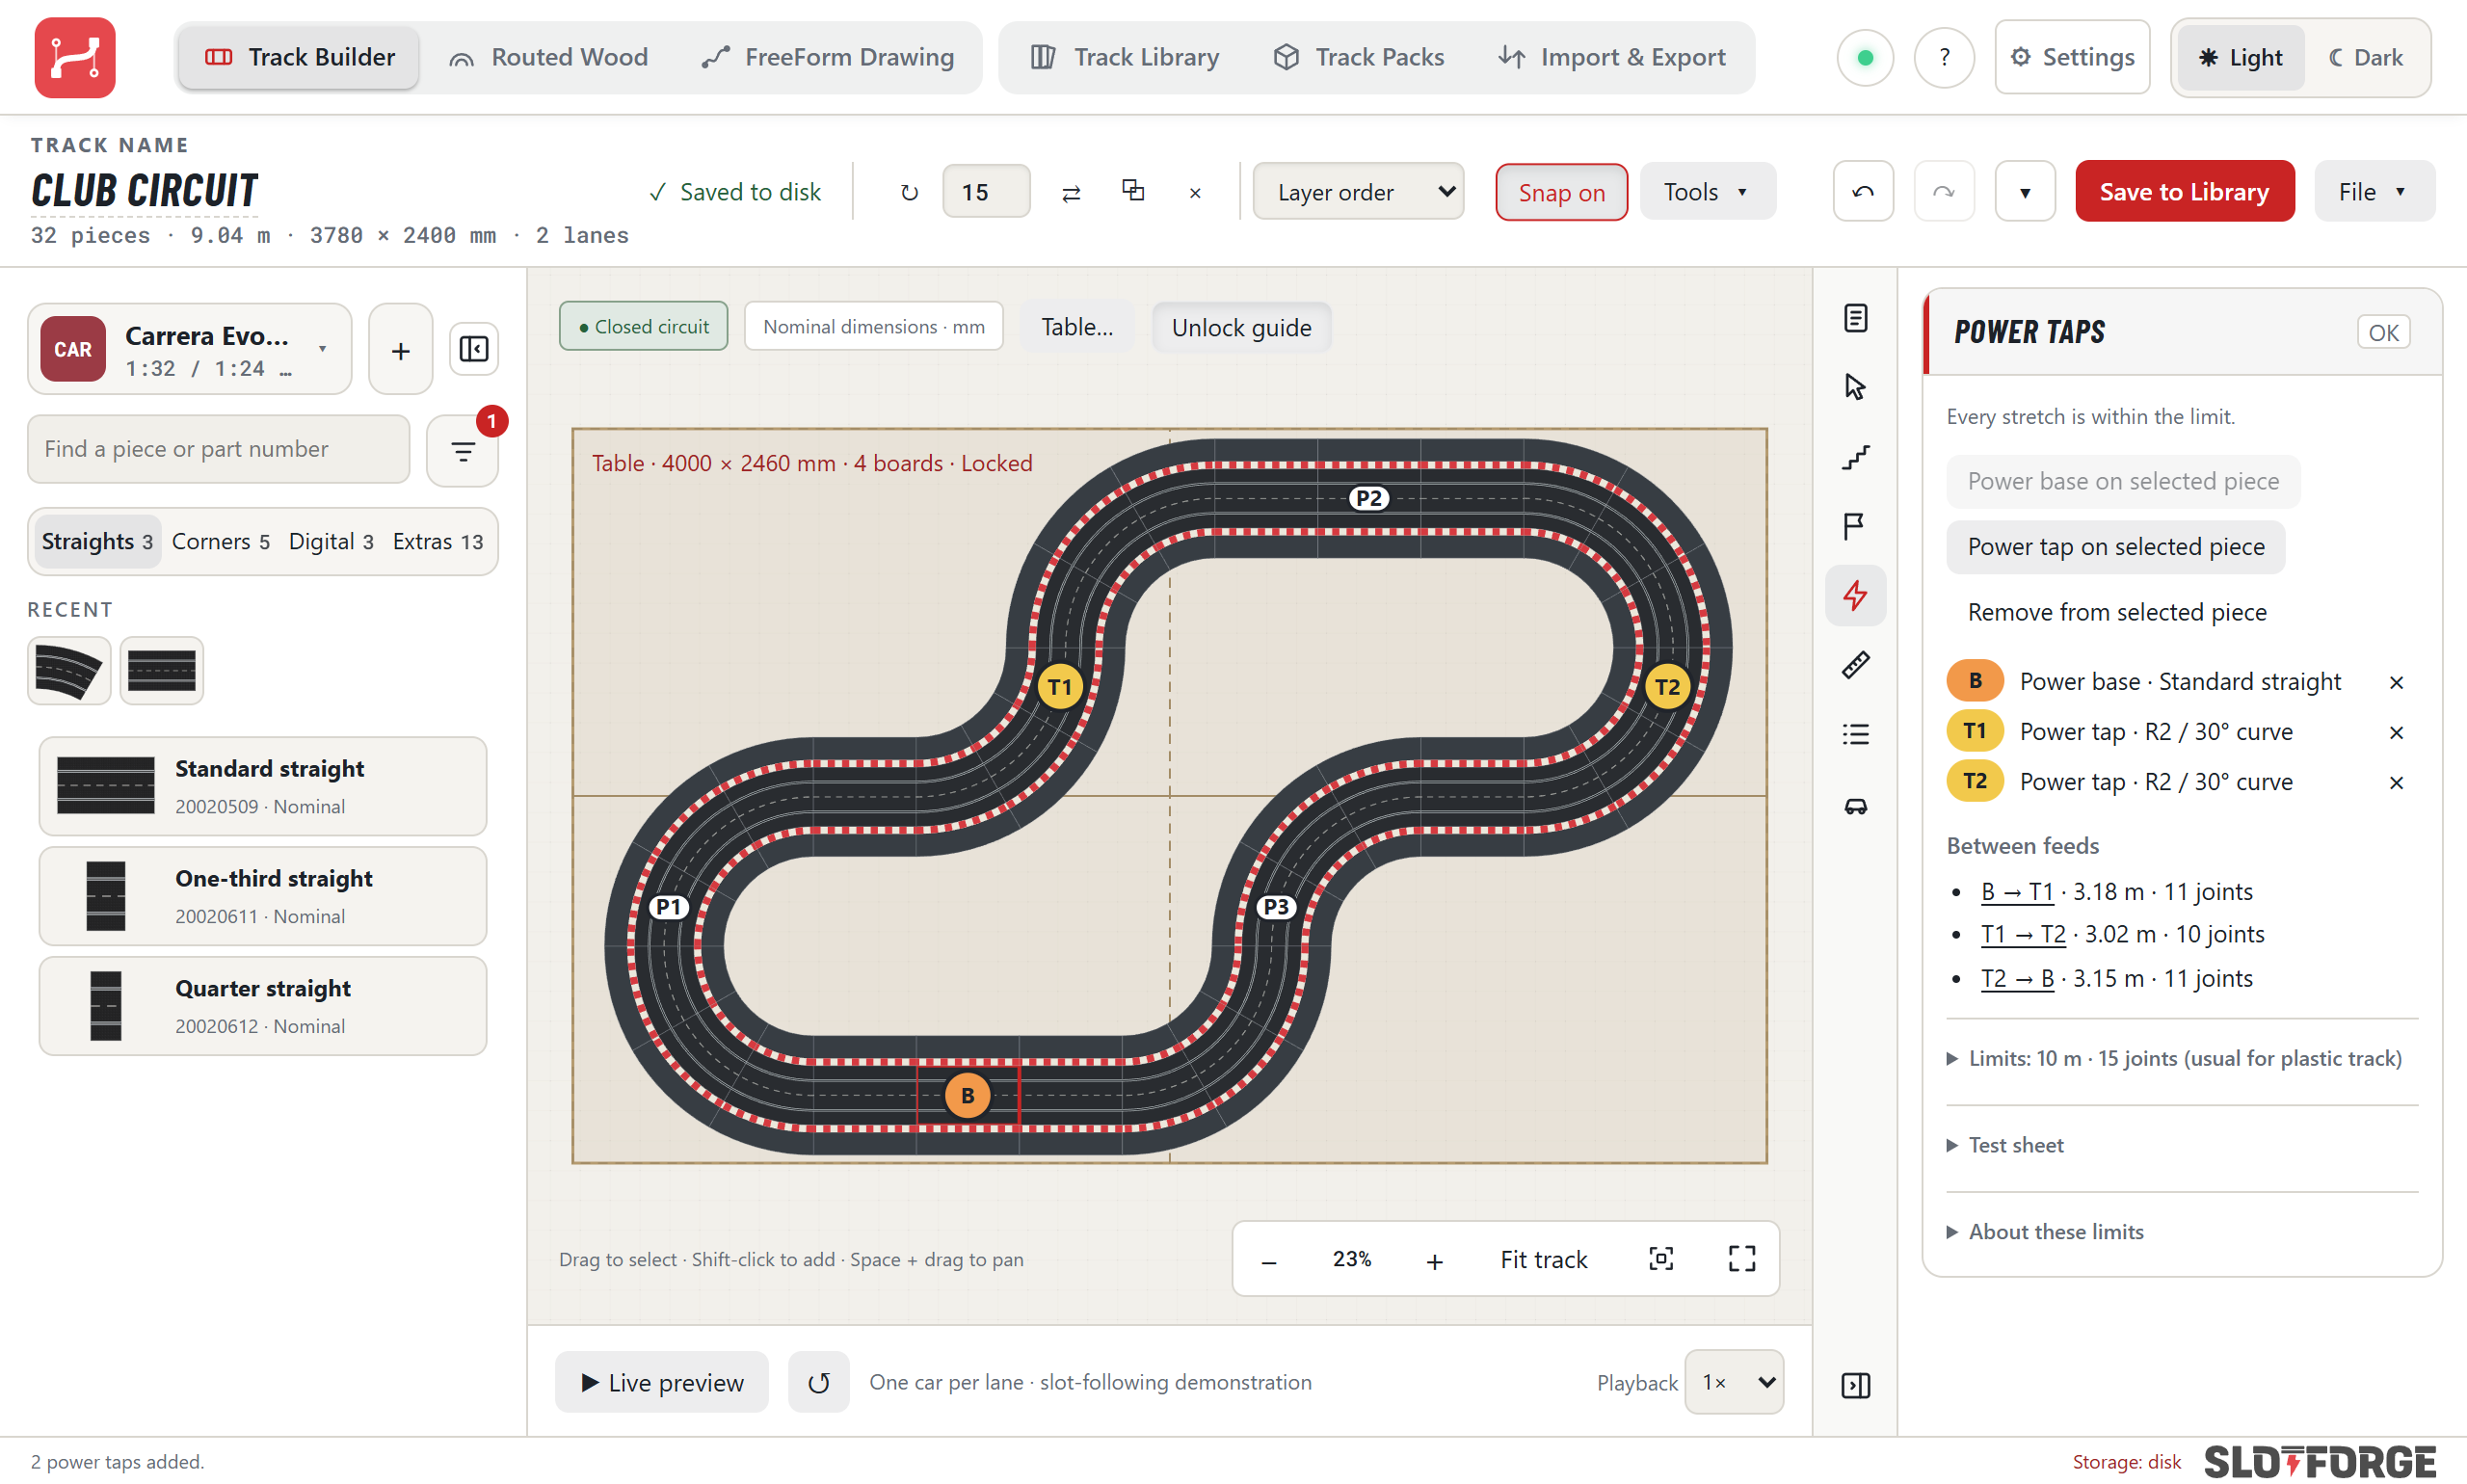 Track Builder
Routed Wood
FreeForm Drawing
Track Library
Track Packs
Import & Export
?
Settings
Light
Dark
TRACK NAME
CLUB CIRCUIT
32 pieces · 9.04 m · 3780 × 2400 mm · 2 lanes
✓ Saved to disk
15
Layer order
Snap on
Tools
Save to Library
File
CAR
Carrera Evo...
1:32 / 1:24 …
+
Find a piece or part number
1
Straights 3
Corners 5
Digital 3
Extras 13
RECENT
Standard straight
20020509 · Nominal
One-third straight
20020611 · Nominal
Quarter straight
20020612 · Nominal
Closed circuit
Nominal dimensions · mm
Table...
Unlock guide
Table · 4000 × 2460 mm · 4 boards · Locked
P2
T1
T2
P1
P3
B
Drag to select · Shift-click to add · Space + drag to pan
−
23%
+
Fit track
Live preview
One car per lane · slot-following demonstration
Playback
1×
POWER TAPS
OK
Every stretch is within the limit.
Power base on selected piece
Power tap on selected piece
Remove from selected piece
B Power base · Standard straight ×
T1 Power tap · R2 / 30° curve ×
T2 Power tap · R2 / 30° curve ×
Between feeds
• B → T1 · 3.18 m · 11 joints
• T1 → T2 · 3.02 m · 10 joints
• T2 → B · 3.15 m · 11 joints
Limits: 10 m · 15 joints (usual for plastic track)
Test sheet
About these limits
2 power taps added.
Storage: disk
SLOTFORGE